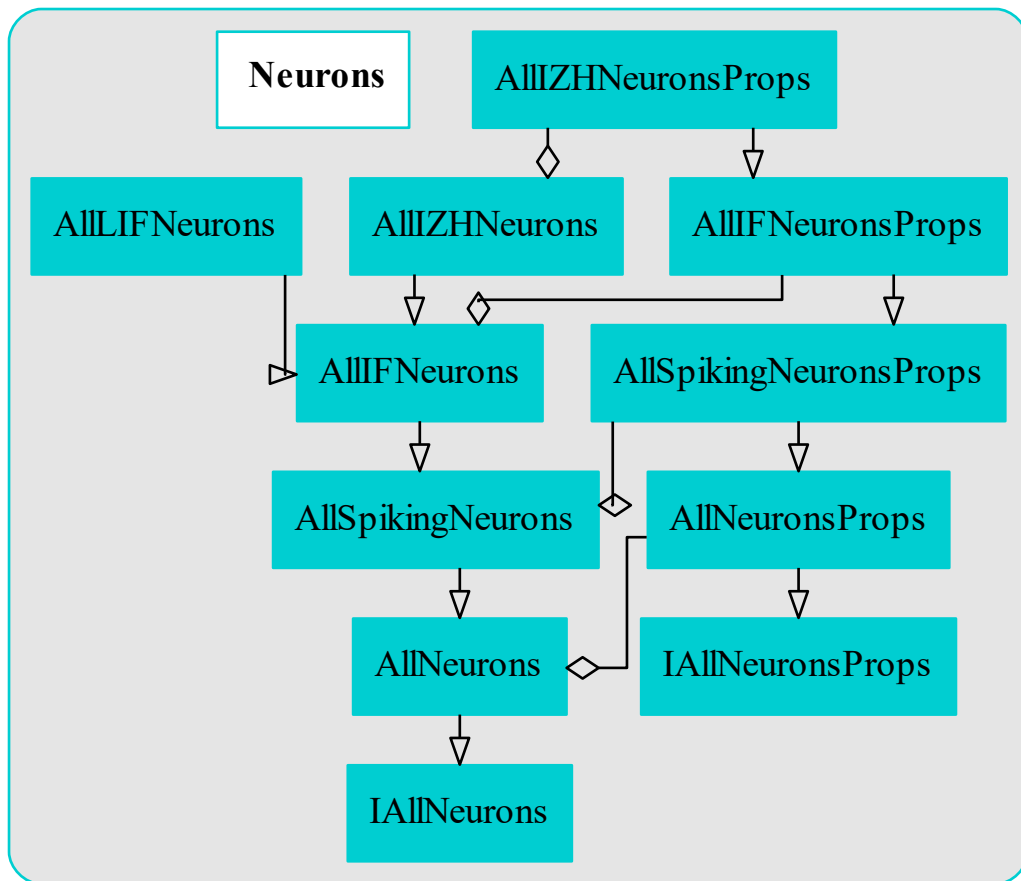 Neurons
AllIZHNeuronsProps
AllLIFNeurons
AllIZHNeurons
AllIFNeuronsProps
AllIFNeurons
AllSpikingNeuronsProps
AllSpikingNeurons
AllNeuronsProps
AllNeurons
IAllNeuronsProps
IAllNeurons